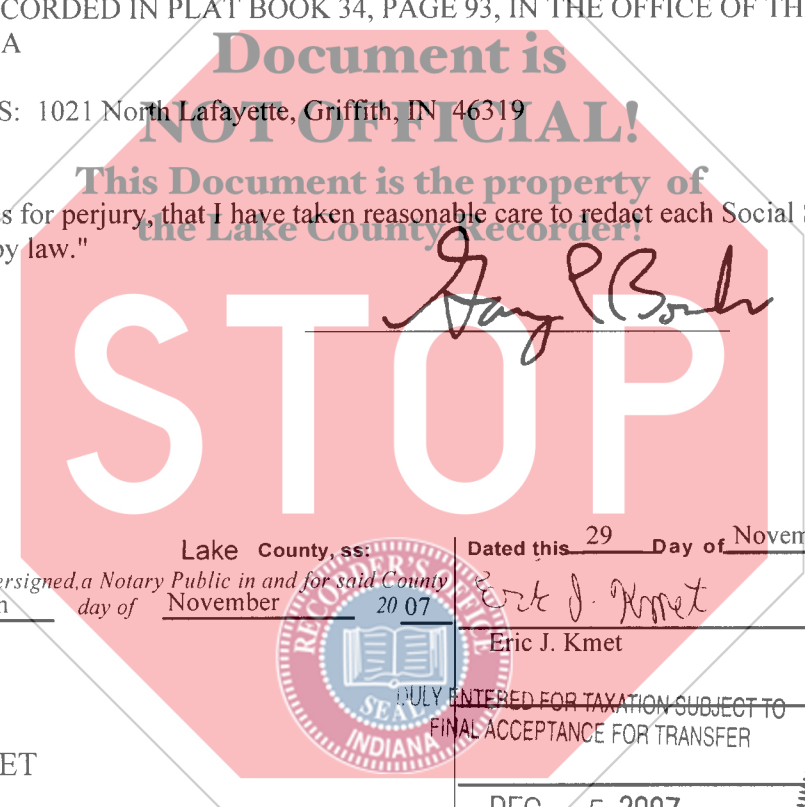 CORDED IN PLAT BOOK 34, PAGE 93, IN THE OFFICE OF TH
A
Document is
S: 1021 North Lafayette, Griffith, IN 46319
NOT OFFICIAL!
This Document is the property of
s for perjury, that I have taken reasonable care to redact each Social S
the Lake County Recorder!
by law."
STOP
Lake County, ss:
ersigned, a Notary Public in and for said County
day of November 20 07
Dated this 29 Day of Novem
Eric J. Kmet
RECORDER'S OFFICE
SEAL
INDIANA
DULY ENTERED FOR TAXATION SUBJECT TO
FINAL ACCEPTANCE FOR TRANSFER
ET
DEC 5 2007